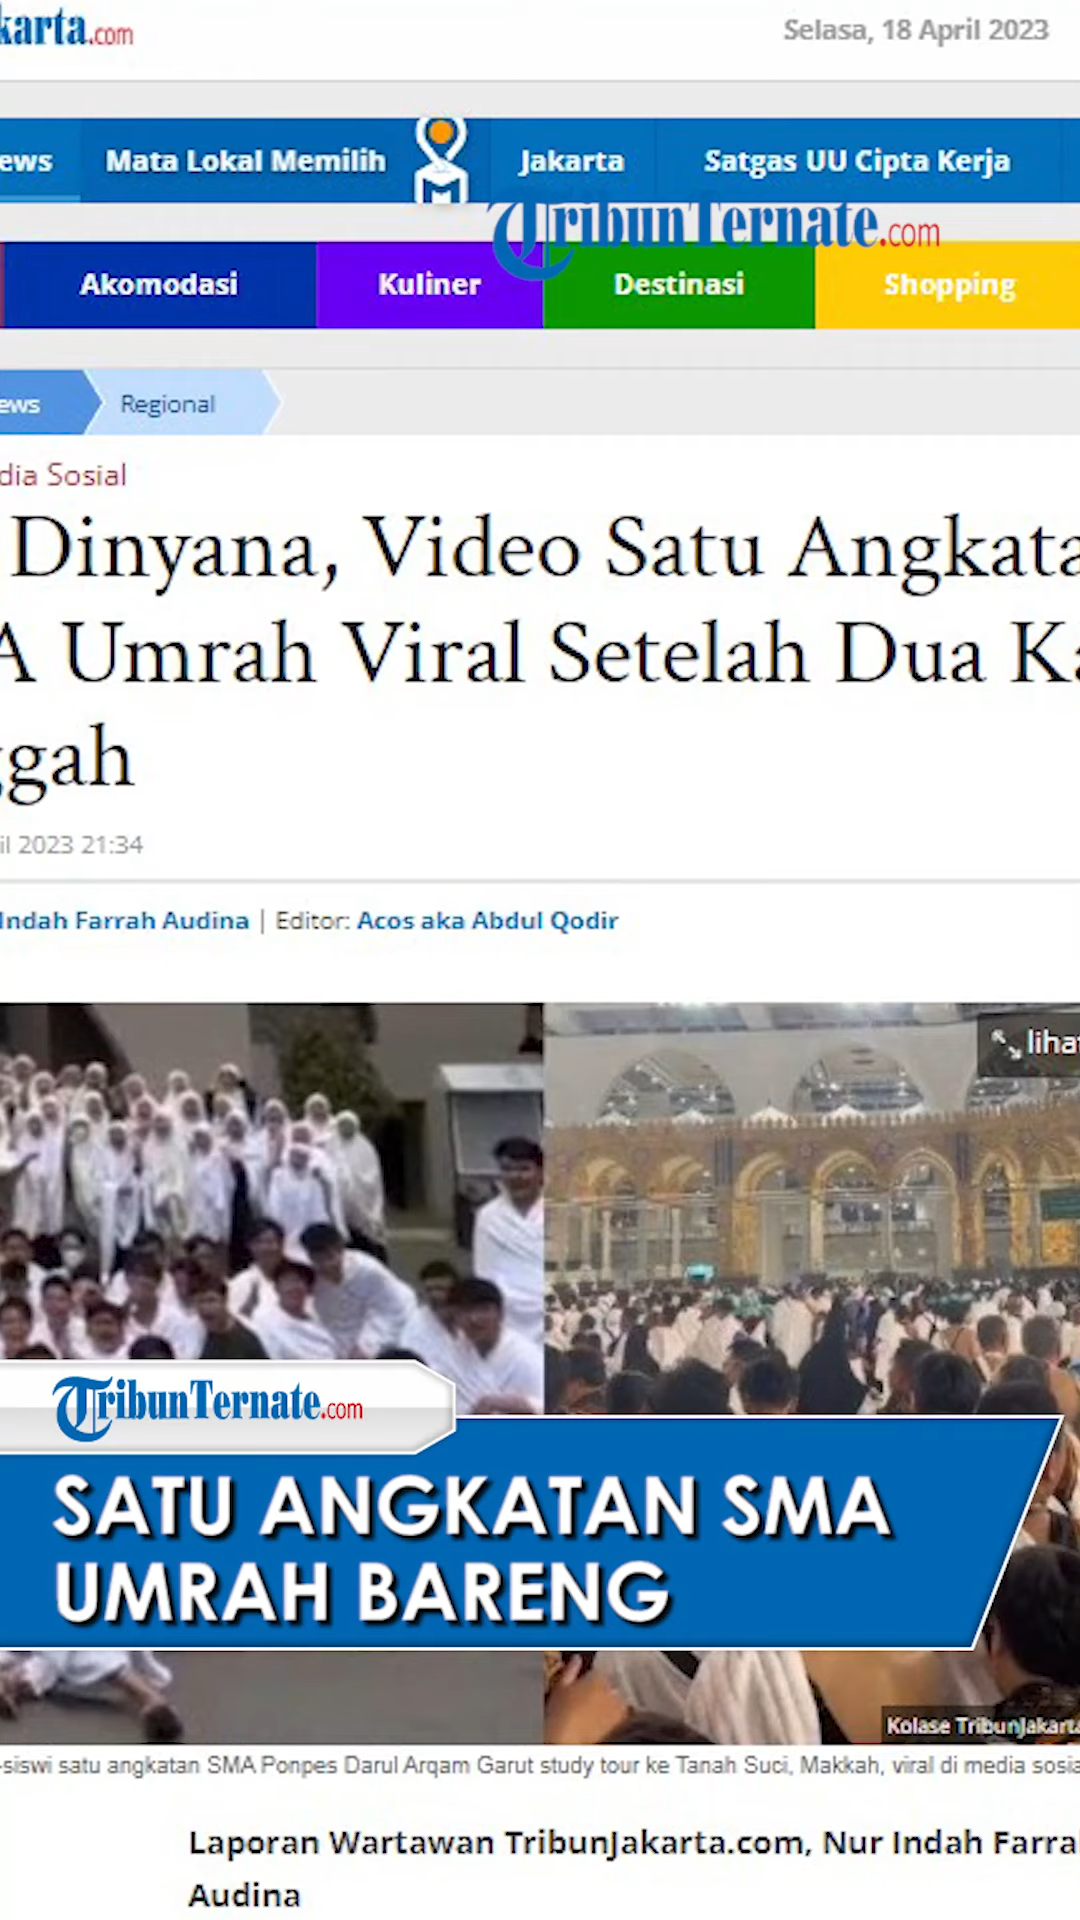 karta.com
Selasa, 18 April 2023
ews Mata Lokal Memilih Jakarta Satgas UU Cipta Kerja
TribunTernate.com
Akomodasi Kuliner Destinasi Shopping
ews Regional
dia Sosial
Dinyana, Video Satu Angkata
A Umrah Viral Setelah Dua Ka
ggah
il 2023 21:34
Indah Farrah Audina | Editor: Acos aka Abdul Qodir
lihat
TribunTernate.com
SATU ANGKATAN SMA
UMRAH BARENG
Kolase TribunJakarta
-siswi satu angkatan SMA Ponpes Darul Arqam Garut study tour ke Tanah Suci, Makkah, viral di media sosia
Laporan Wartawan TribunJakarta.com, Nur Indah Farra
Audina